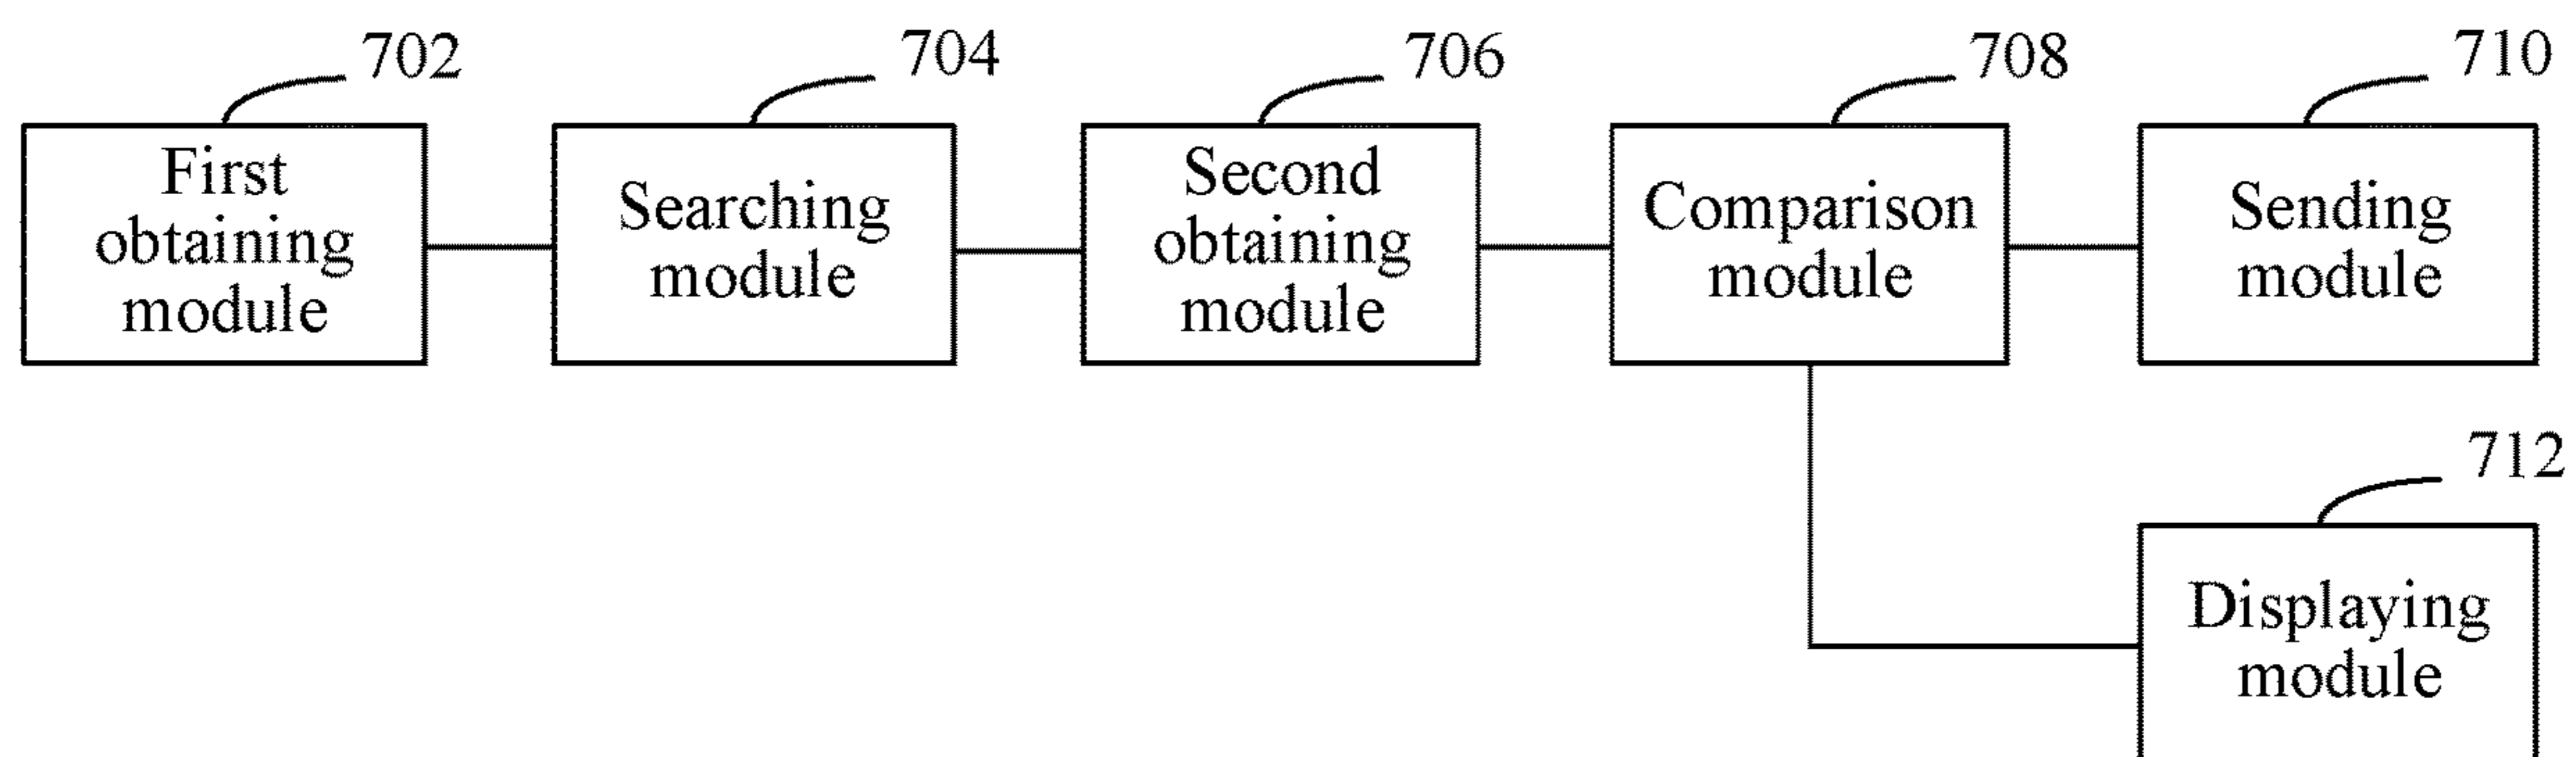 702
704
706
708
710
First
obtaining
module
Searching
module
Second
obtaining
module
Comparison
module
Sending
module
712
Displaying
module